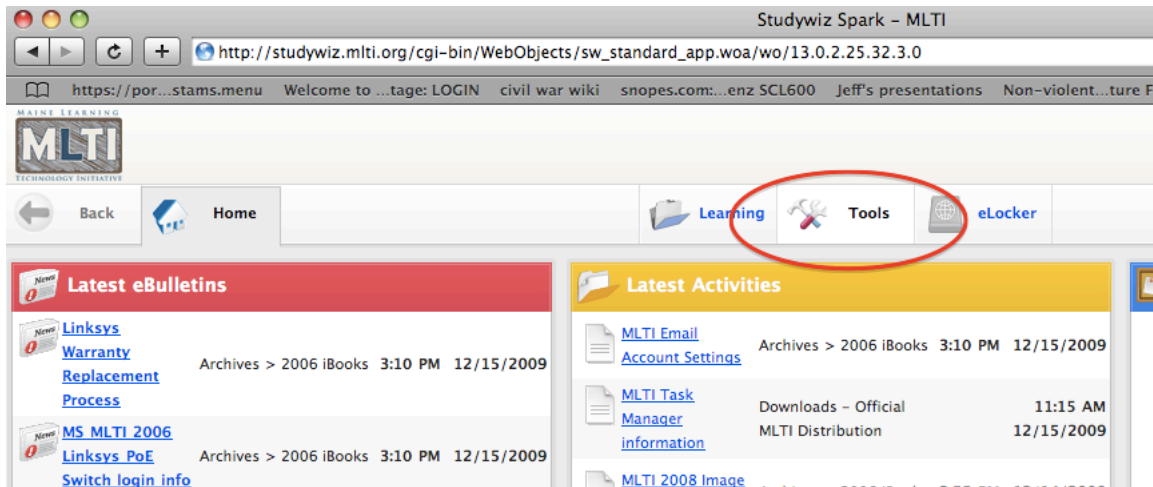 Studywiz Spark – MLTI
http://studywiz.mlti.org/cgi-bin/WebObjects/sw_standard_app.woa/wo/13.0.2.25.32.3.0
https://por...stams.menu Welcome to ...tage: LOGIN civil war wiki snopes.com:...enz SCL600 Jeff's presentations Non-violent...ture F
MAINE LEARNING
MLTI
TECHNOLOGY INITIATIVE
Back Home Learning Tools eLocker
News Latest eBulletins
News Linksys
Warranty
Replacement
Process
Archives > 2006 iBooks 3:10 PM 12/15/2009
News MS MLTI 2006
Linksys PoE
Switch login info
Archives > 2006 iBooks 3:10 PM 12/15/2009
Latest Activities
MLTI Email
Account Settings
Archives > 2006 iBooks 3:10 PM 12/15/2009
MLTI Task
Manager
information
Downloads – Official
MLTI Distribution
11:15 AM
12/15/2009
MLTI 2008 Image